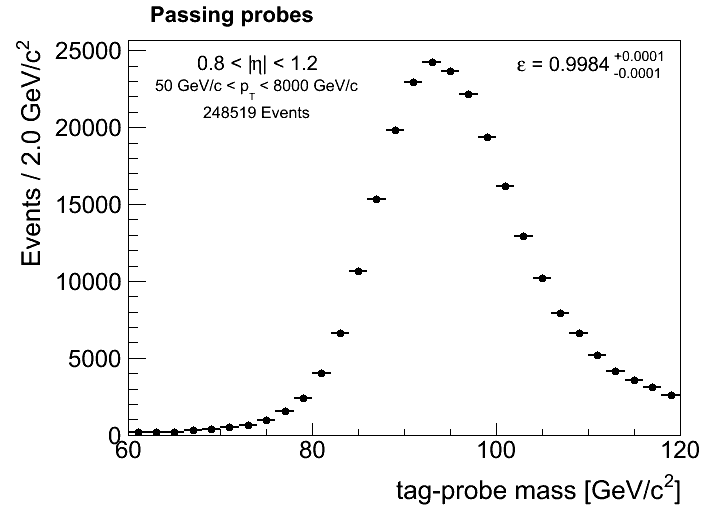 Passing probes
Events / 2.0 GeV/c²
25000
20000
15000
10000
5000
0
0.8 < |η| < 1.2
50 GeV/c < p_T < 8000 GeV/c
248519 Events
ε = 0.9984 +0.0001 -0.0001
60 80 100 120
tag-probe mass [GeV/c²]